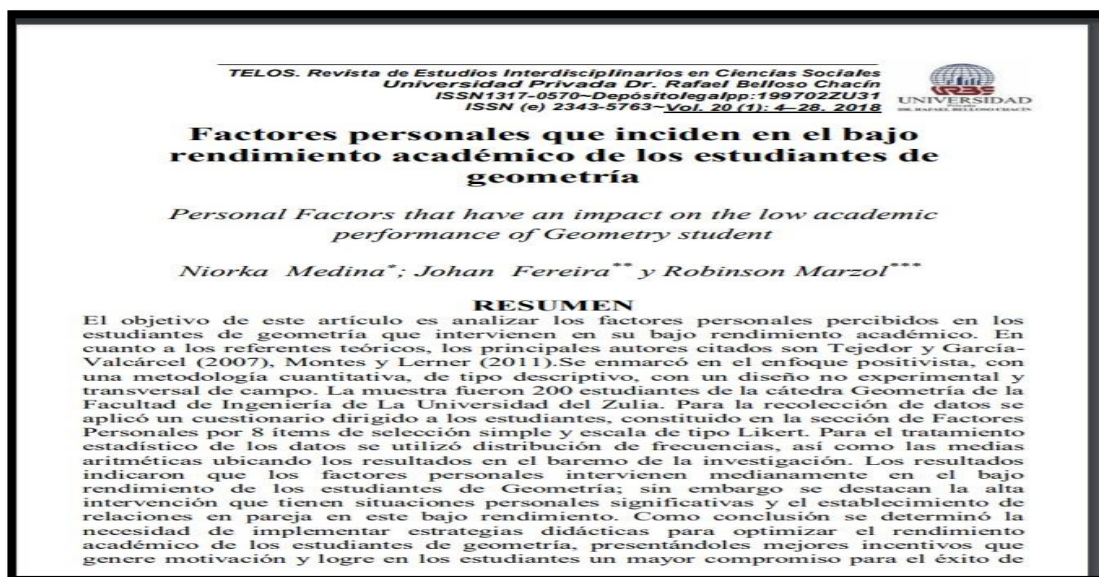 TELOS. Revista de Estudios Interdisciplinarios en Ciencias Sociales
Universidad Privada Dr. Rafael Belloso Chacín
ISSN1317-0570~Depósitolegalpp:199702ZU31
ISSN (e) 2343-5763~Vol. 20 (1): 4–28. 2018
URBE
UNIVERSIDAD
Privada
DR. RAFAEL BELLOSO CHACÍN
Factores personales que inciden en el bajo
rendimiento académico de los estudiantes de
geometría
Personal Factors that have an impact on the low academic
performance of Geometry student
Niorka Medina*; Johan Fereira** y Robinson Marzol***
RESUMEN
El objetivo de este artículo es analizar los factores personales percibidos en los
estudiantes de geometría que intervienen en su bajo rendimiento académico. En
cuanto a los referentes teóricos, los principales autores citados son Tejedor y García-
Valcárcel (2007), Montes y Lerner (2011).Se enmarcó en el enfoque positivista, con
una metodología cuantitativa, de tipo descriptivo, con un diseño no experimental y
transversal de campo. La muestra fueron 200 estudiantes de la cátedra Geometría de la
Facultad de Ingeniería de La Universidad del Zulia. Para la recolección de datos se
aplicó un cuestionario dirigido a los estudiantes, constituido en la sección de Factores
Personales por 8 ítems de selección simple y escala de tipo Likert. Para el tratamiento
estadístico de los datos se utilizó distribución de frecuencias, así como las medias
aritméticas ubicando los resultados en el baremo de la investigación. Los resultados
indicaron que los factores personales intervienen medianamente en el bajo
rendimiento de los estudiantes de Geometría; sin embargo se destacan la alta
intervención que tienen situaciones personales significativas y el establecimiento de
relaciones en pareja en este bajo rendimiento. Como conclusión se determinó la
necesidad de implementar estrategias didácticas para optimizar el rendimiento
académico de los estudiantes de geometría, presentándoles mejores incentivos que
genere motivación y logre en los estudiantes un mayor compromiso para el éxito de